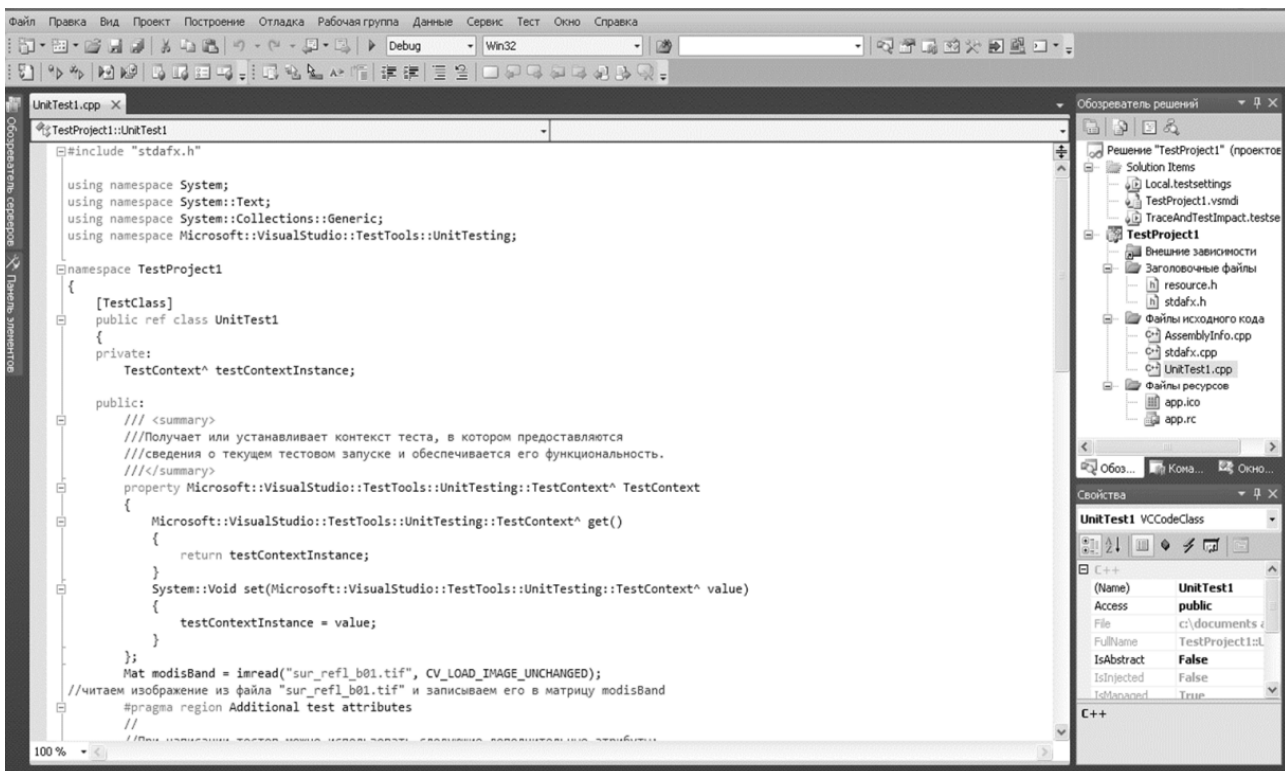 Файл Правка Вид Проект Построение Отладка Рабочая группа Данные Сервис Тест Окно Справка
Debug Win32
UnitTest1.cpp
TestProject1::UnitTest1
#include "stdafx.h"
using namespace System;
using namespace System::Text;
using namespace System::Collections::Generic;
using namespace Microsoft::VisualStudio::TestTools::UnitTesting;
namespace TestProject1
{
[TestClass]
public ref class UnitTest1
{
private:
TestContext^ testContextInstance;
public:
/// <summary>
///Получает или устанавливает контекст теста, в котором предоставляются
///сведения о текущем тестовом запуске и обеспечивается его функциональность.
///</summary>
property Microsoft::VisualStudio::TestTools::UnitTesting::TestContext^ TestContext
{
Microsoft::VisualStudio::TestTools::UnitTesting::TestContext^ get()
{
return testContextInstance;
}
System::Void set(Microsoft::VisualStudio::TestTools::UnitTesting::TestContext^ value)
{
testContextInstance = value;
}
};
Mat modisBand = imread("sur_refl_b01.tif", CV_LOAD_IMAGE_UNCHANGED);
//читаем изображение из файла "sur_refl_b01.tif" и записываем его в матрицу modisBand
#pragma region Additional test attributes
//
//При написании тестов можно использовать следующие дополнительные атрибуты:
100 %
Обозреватель серверов
Панель элементов
Обозреватель решений
Решение "TestProject1" (проектов
Solution Items
Local.testsettings
TestProject1.vsmdi
TraceAndTestImpact.testse
TestProject1
Внешние зависимости
Заголовочные файлы
resource.h
stdafx.h
Файлы исходного кода
AssemblyInfo.cpp
stdafx.cpp
UnitTest1.cpp
Файлы ресурсов
app.ico
app.rc
Обоз... Кома... Окно...
Свойства
UnitTest1 VCCodeClass
C++
(Name) UnitTest1
Access public
File c:\documents a
FullName TestProject1::U
IsAbstract False
IsInjected False
IsManaged True
C++